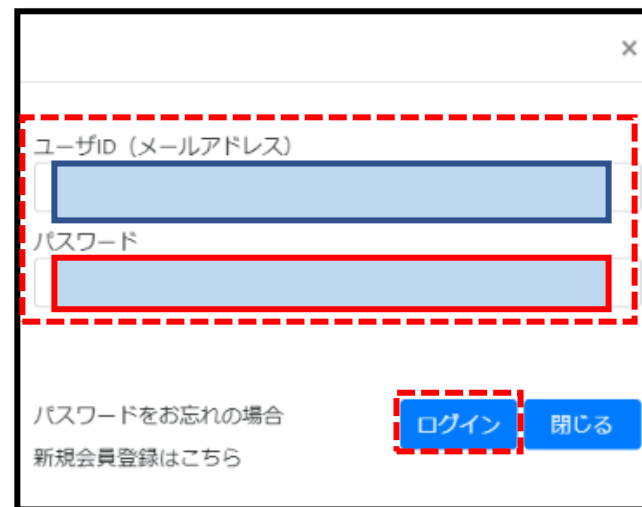 ×
ユーザID（メールアドレス）
パスワード
パスワードをお忘れの場合
ログイン 閉じる
新規会員登録はこちら